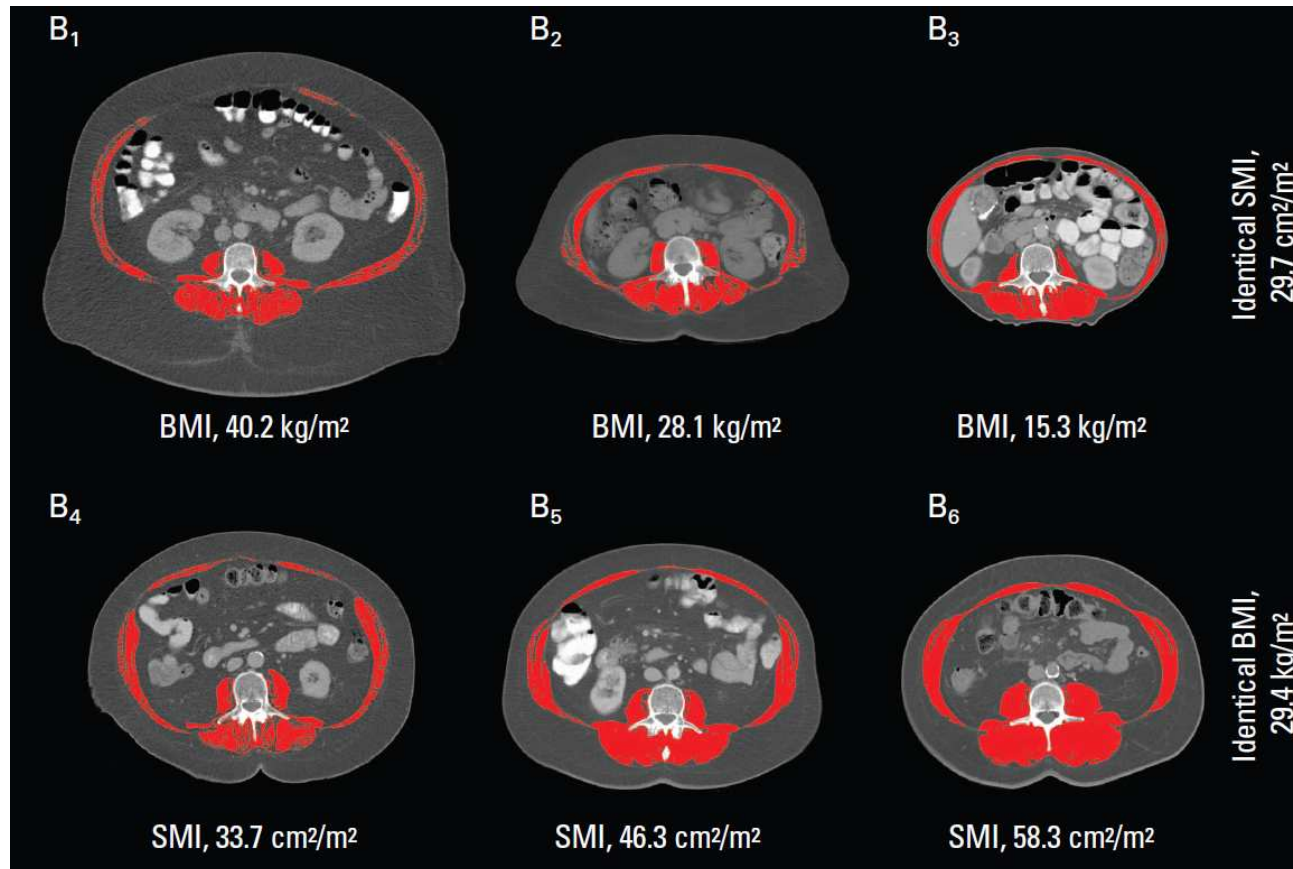 B₁
B₂
B₃
BMI, 40.2 kg/m²
BMI, 28.1 kg/m²
BMI, 15.3 kg/m²
Identical SMI,
29.7 cm²/m²
B₄
B₅
B₆
SMI, 33.7 cm²/m²
SMI, 46.3 cm²/m²
SMI, 58.3 cm²/m²
Identical BMI,
29.4 kg/m²